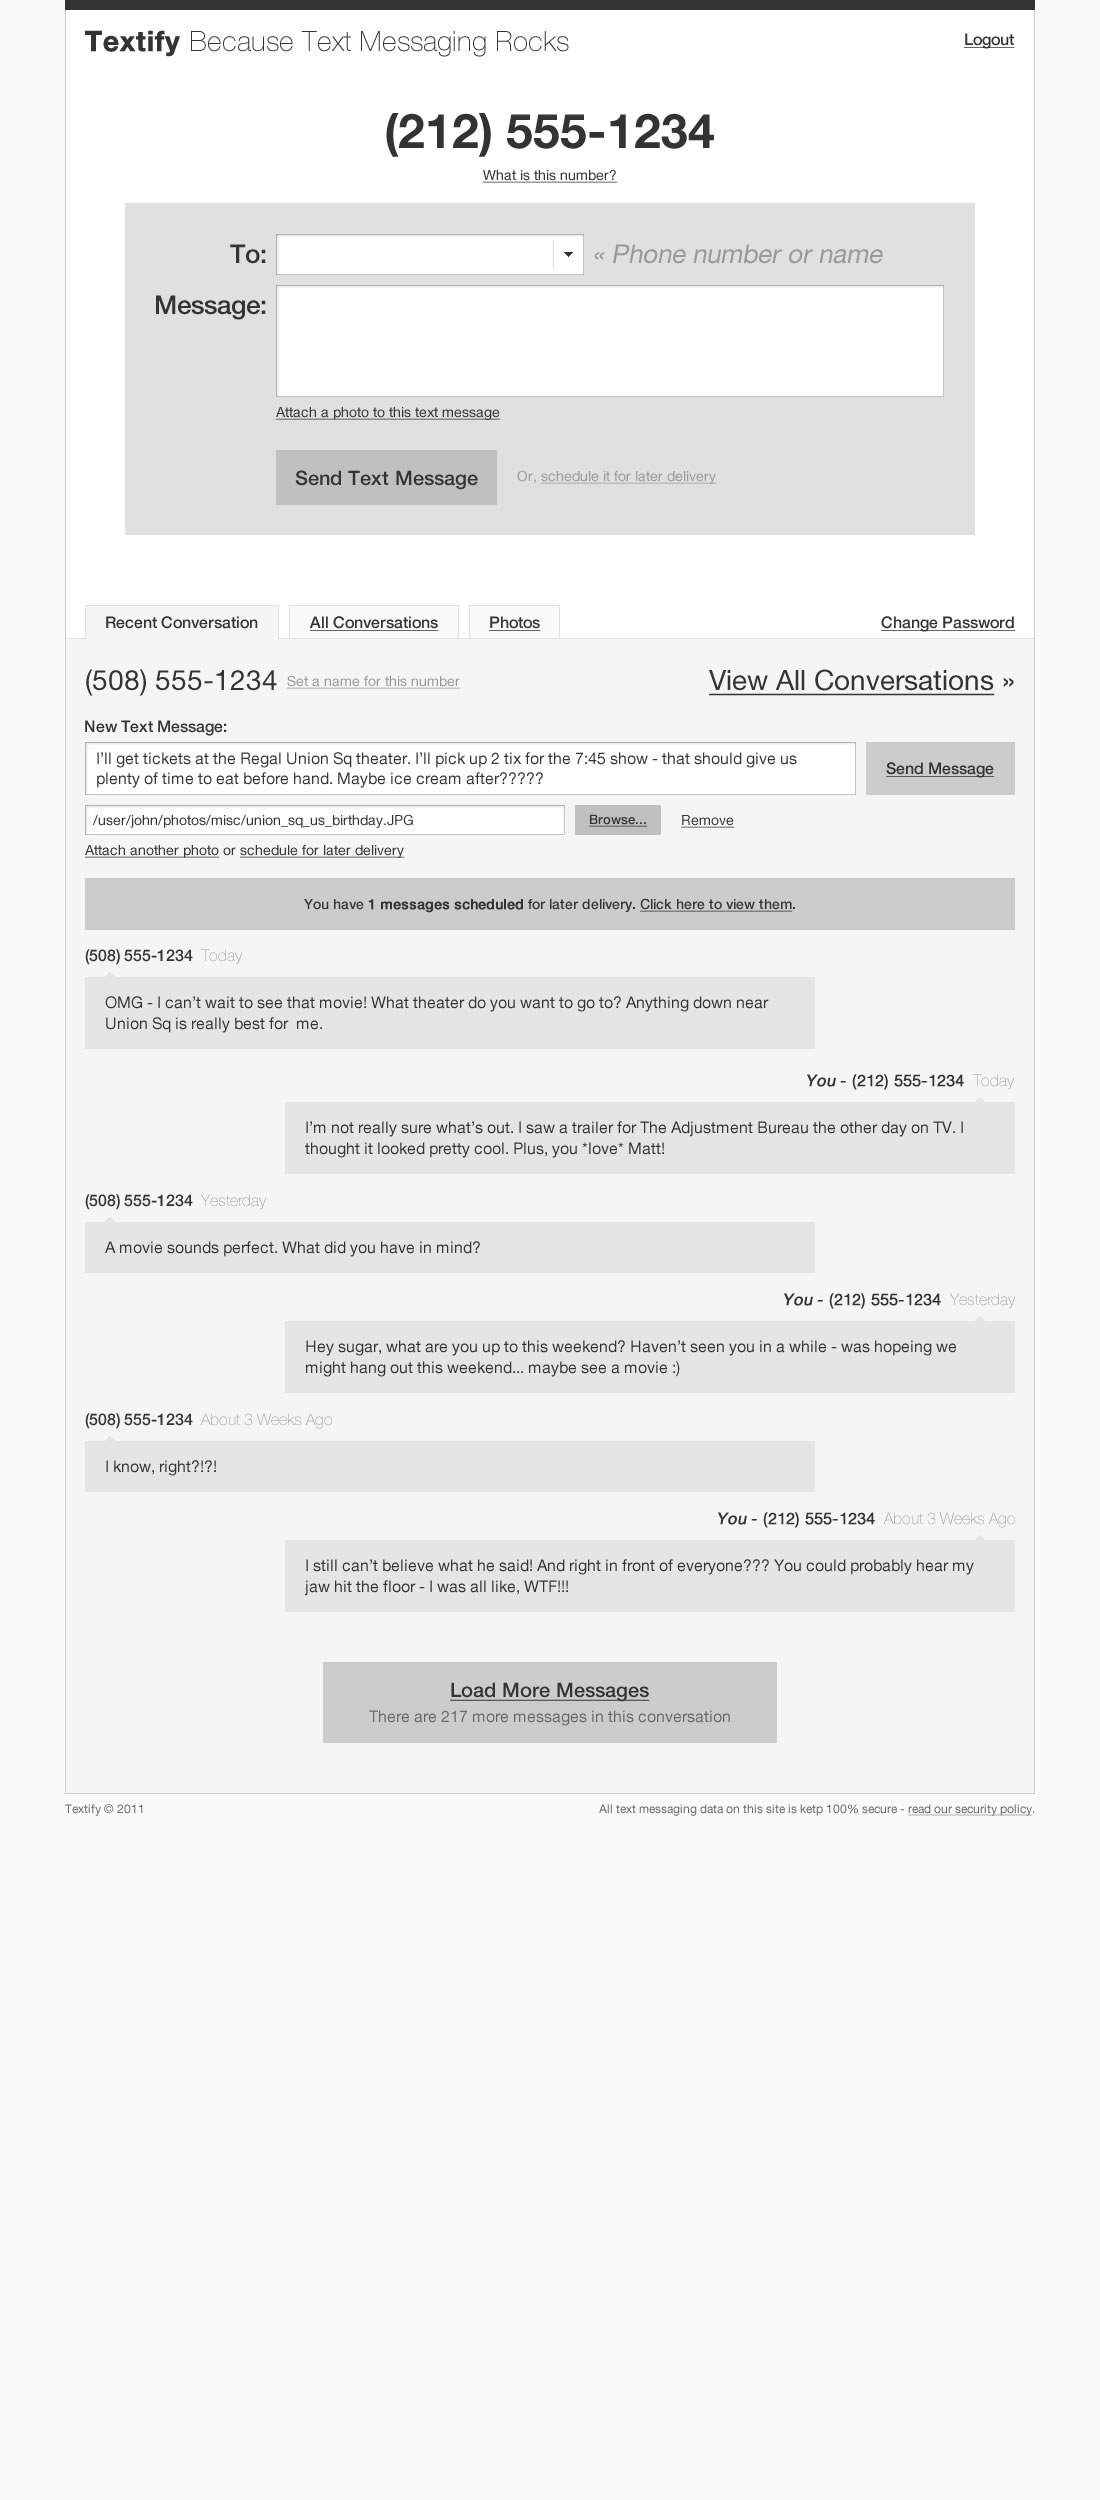 Textify Because Text Messaging Rocks
Logout
(212) 555-1234
What is this number?
To:
« Phone number or name
Message:
Attach a photo to this text message
Send Text Message
Or, schedule it for later delivery
Recent Conversation
All Conversations
Photos
Change Password
(508) 555-1234 Set a name for this number
View All Conversations »
New Text Message:
I’ll get tickets at the Regal Union Sq theater. I’ll pick up 2 tix for the 7:45 show - that should give us
plenty of time to eat before hand. Maybe ice cream after?????
Send Message
/user/john/photos/misc/union_sq_us_birthday.JPG
Browse...
Remove
Attach another photo or schedule for later delivery
You have 1 messages scheduled for later delivery. Click here to view them.
(508) 555-1234 Today
OMG - I can’t wait to see that movie! What theater do you want to go to? Anything down near
Union Sq is really best for  me.
You - (212) 555-1234 Today
I’m not really sure what’s out. I saw a trailer for The Adjustment Bureau the other day on TV. I
thought it looked pretty cool. Plus, you *love* Matt!
(508) 555-1234 Yesterday
A movie sounds perfect. What did you have in mind?
You - (212) 555-1234 Yesterday
Hey sugar, what are you up to this weekend? Haven’t seen you in a while - was hopeing we
might hang out this weekend... maybe see a movie :)
(508) 555-1234 About 3 Weeks Ago
I know, right?!?!
You - (212) 555-1234 About 3 Weeks Ago
I still can’t believe what he said! And right in front of everyone??? You could probably hear my
jaw hit the floor - I was all like, WTF!!!
Load More Messages
There are 217 more messages in this conversation
Textify © 2011
All text messaging data on this site is ketp 100% secure - read our security policy.